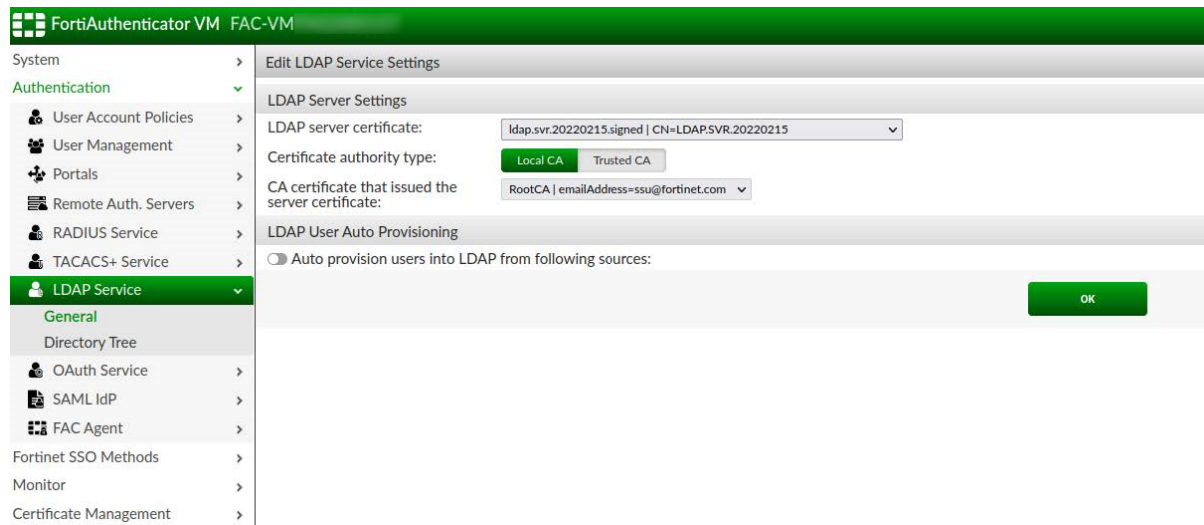 FortiAuthenticator VM FAC-VM
System
Authentication
User Account Policies
User Management
Portals
Remote Auth. Servers
RADIUS Service
TACACS+ Service
LDAP Service
General
Directory Tree
OAuth Service
SAML IdP
FAC Agent
Fortinet SSO Methods
Monitor
Certificate Management
Edit LDAP Service Settings
LDAP Server Settings
LDAP server certificate: ldap.svr.20220215.signed | CN=LDAP.SVR.20220215
Certificate authority type: Local CA Trusted CA
CA certificate that issued the
server certificate: RootCA | emailAddress=ssu@fortinet.com
LDAP User Auto Provisioning
Auto provision users into LDAP from following sources:
OK